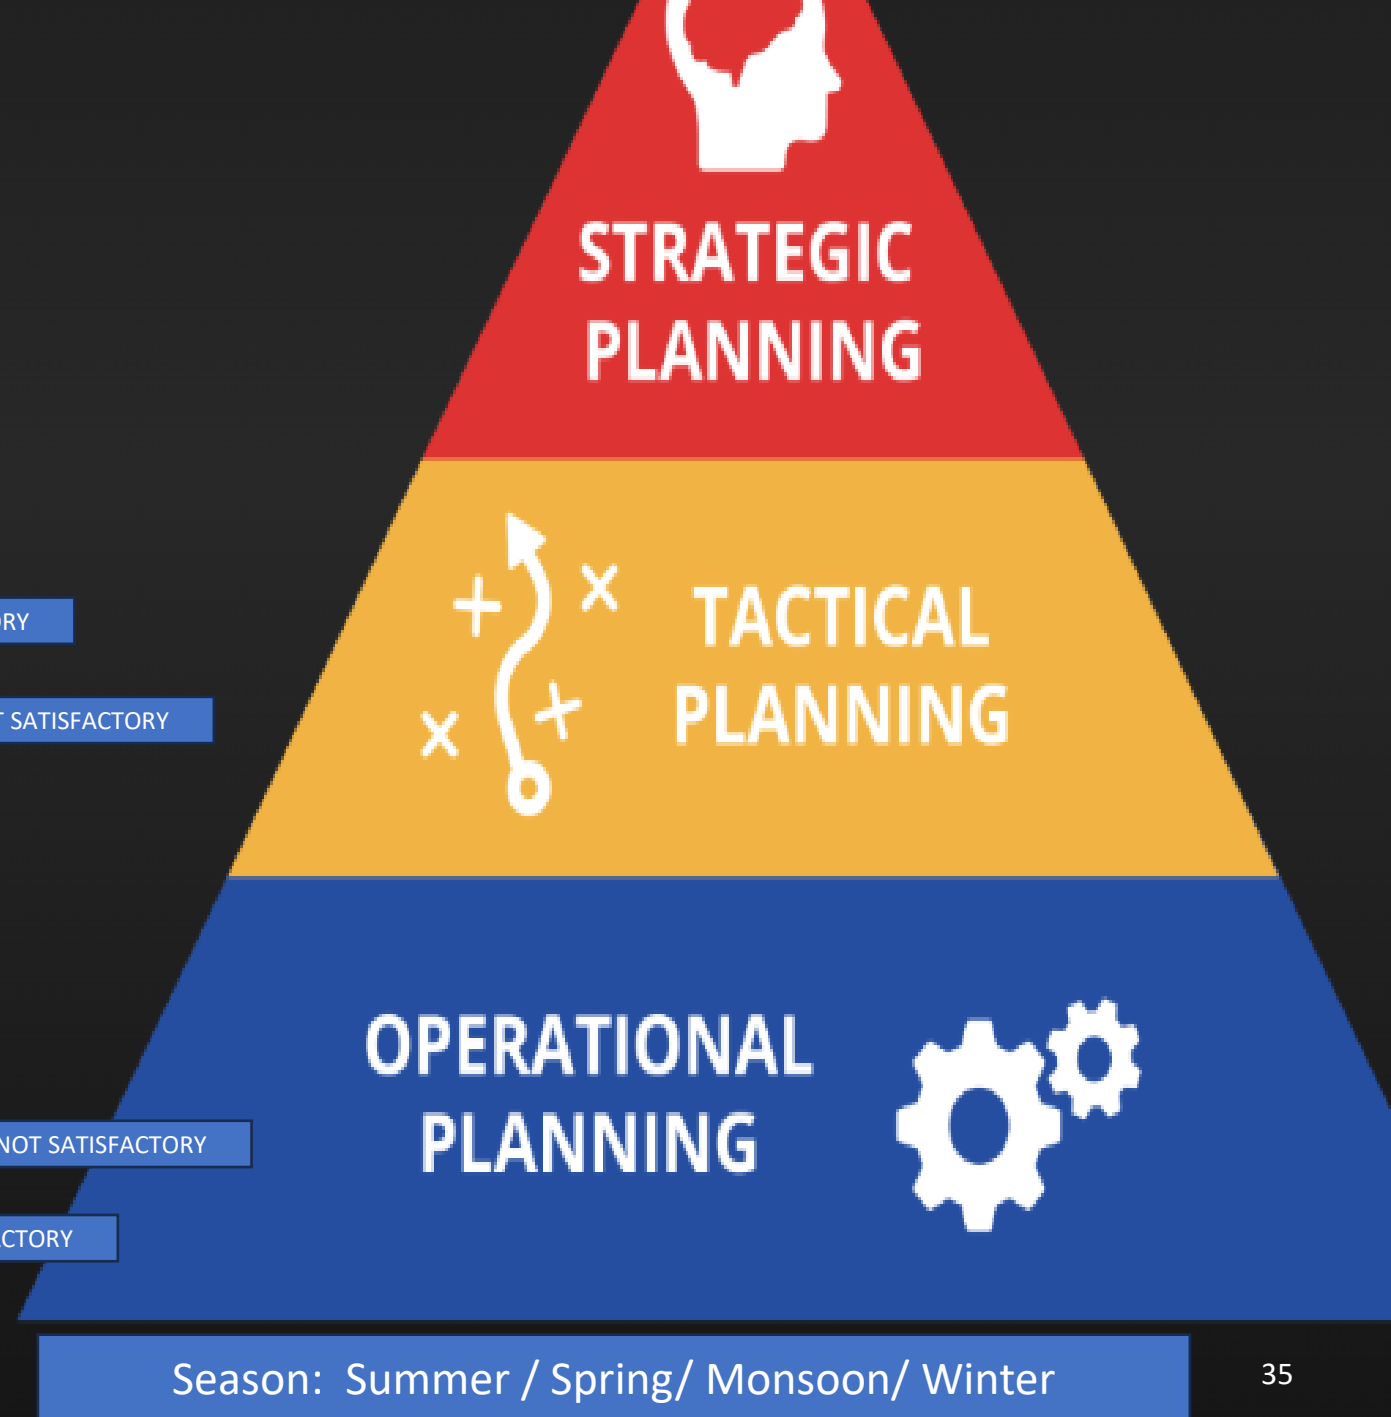 STRATEGIC
PLANNING
TACTICAL
PLANNING
SATISFACTORY
OPERATIONAL
PLANNING
NOT SATISFACTORY
Season: Summer / Spring/ Monsoon/ Winter
35